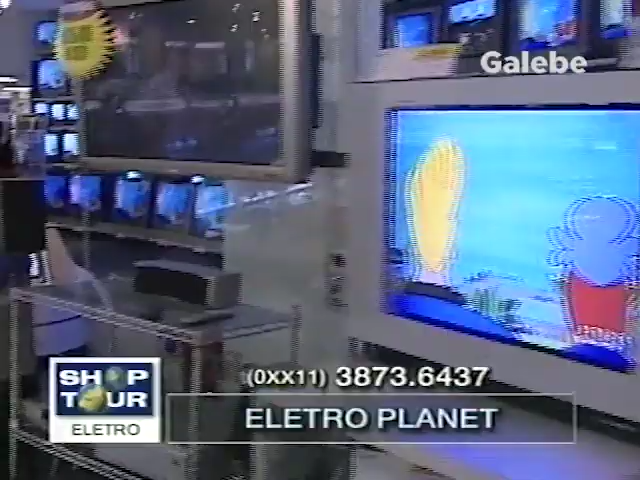 Galebe
(0XX11) 3873.6437
SHOP
TOUR
ELETRO
ELETRO PLANET